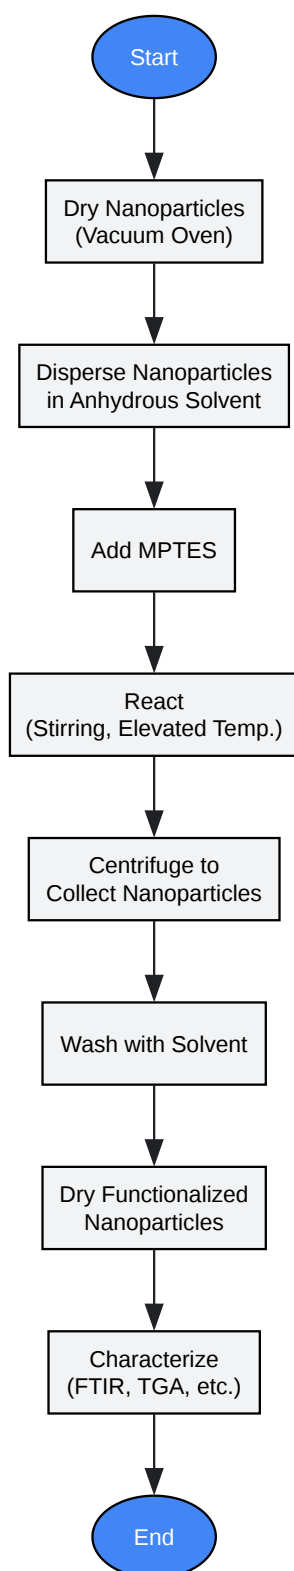 Start
Dry Nanoparticles
(Vacuum Oven)
Disperse Nanoparticles
in Anhydrous Solvent
Add MPTES
React
(Stirring, Elevated Temp.)
Centrifuge to
Collect Nanoparticles
Wash with Solvent
Dry Functionalized
Nanoparticles
Characterize
(FTIR, TGA, etc.)
End